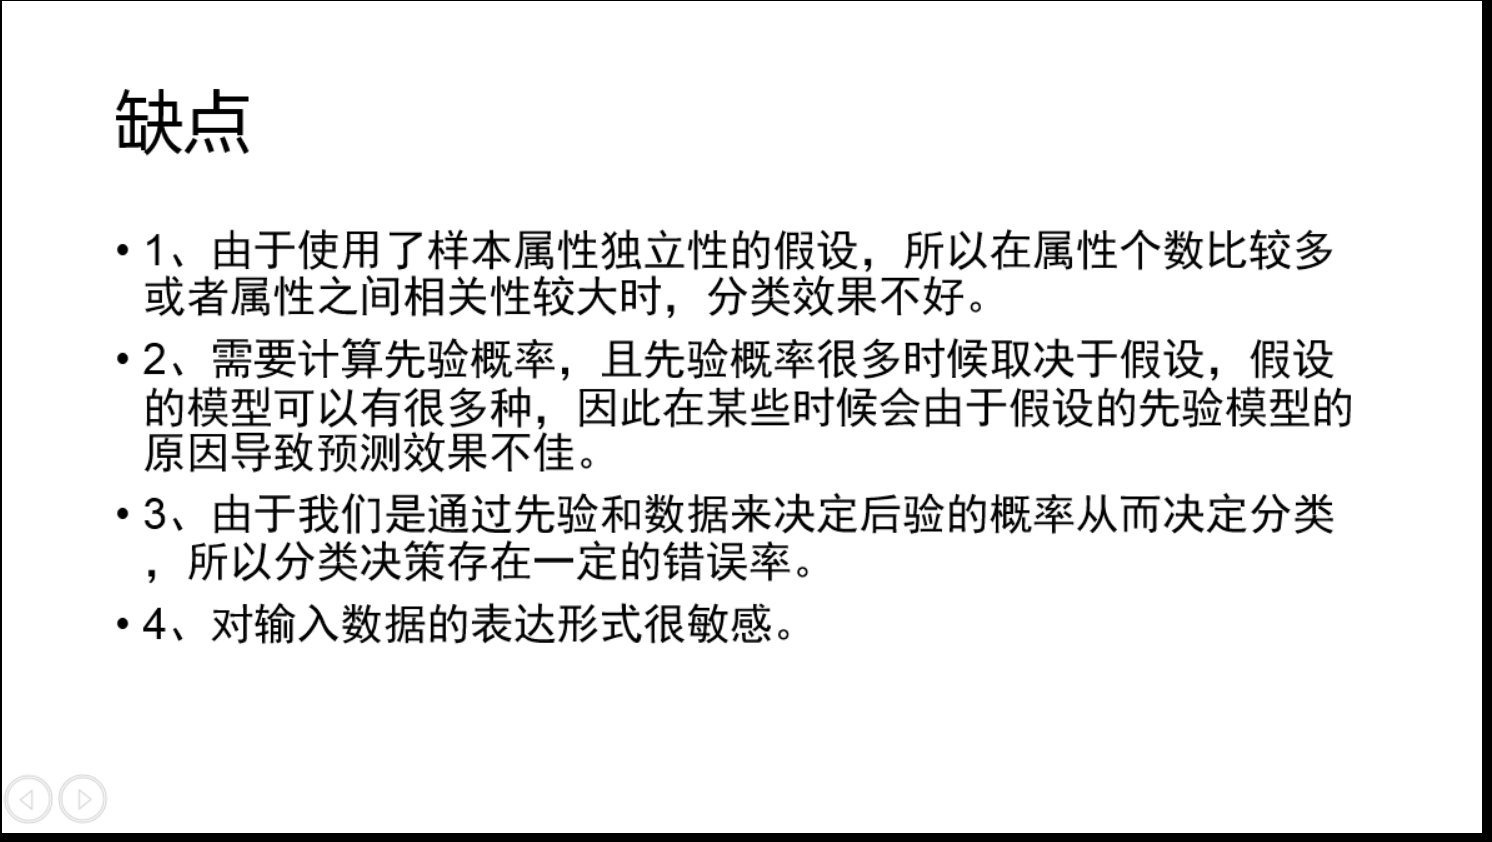 缺点
• 1、由于使用了样本属性独立性的假设，所以在属性个数比较多
或者属性之间相关性较大时，分类效果不好。
• 2、需要计算先验概率，且先验概率很多时候取决于假设，假设
的模型可以有很多种，因此在某些时候会由于假设的先验模型的
原因导致预测效果不佳。
• 3、由于我们是通过先验和数据来决定后验的概率从而决定分类
，所以分类决策存在一定的错误率。
• 4、对输入数据的表达形式很敏感。